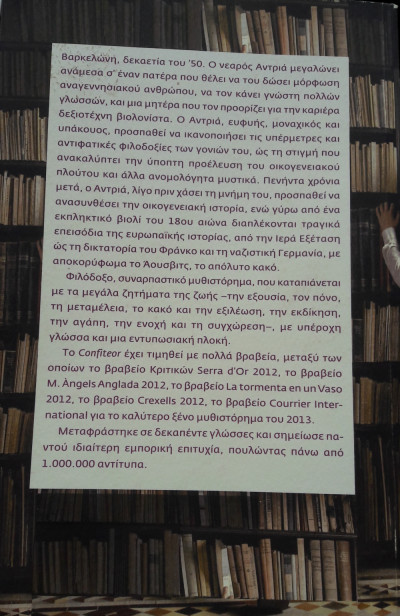 Βαρκελώνη, δεκαετία του '50. Ο νεαρός Αντριά μεγαλώνει
ανάμεσα σ' έναν πατέρα που θέλει να του δώσει μόρφωση
αναγεννησιακού ανθρώπου, να τον κάνει γνώστη πολλών
γλωσσών, και μια μητέρα που τον προορίζει για την καριέρα
δεξιοτέχνη βιολονίστα. Ο Αντριά, ευφυής, μοναχικός και
υπάκουος, προσπαθεί να ικανοποιήσει τις υπέρμετρες και
αντιφατικές φιλοδοξίες των γονιών του, ώς τη στιγμή που
ανακαλύπτει την ύποπτη προέλευση του οικογενειακού
πλούτου και άλλα ανομολόγητα μυστικά. Πενήντα χρόνια
μετά, ο Αντριά, λίγο πριν χάσει τη μνήμη του, προσπαθεί να
ανασυνθέσει την οικογενειακή ιστορία, ενώ γύρω από ένα
εκπληκτικό βιολί του 18ου αιώνα διαπλέκονται τραγικά
επεισόδια της ευρωπαϊκής ιστορίας, από την Ιερά Εξέταση
ώς τη δικτατορία του Φράνκο και τη ναζιστική Γερμανία, με
αποκορύφωμα το Άουσβιτς, το απόλυτο κακό.
Φιλόδοξο, συναρπαστικό μυθιστόρημα, που καταπιάνεται
με τα μεγάλα ζητήματα της ζωής –την εξουσία, τον πόνο,
τη μεταμέλεια, το κακό και την εξιλέωση, την εκδίκηση,
την αγάπη, την ενοχή και τη συγχώρεση–, με υπέροχη
γλώσσα και μια εντυπωσιακή πλοκή.
Το Confiteor έχει τιμηθεί με πολλά βραβεία, μεταξύ των
οποίων το βραβείο Κριτικών Serra d'Or 2012, το βραβείο
M. Àngels Anglada 2012, το βραβείο La tormenta en un Vaso
2012, το βραβείο Crexells 2012, το βραβείο Courrier Inter-
national για το καλύτερο ξένο μυθιστόρημα του 2013.
Μεταφράστηκε σε δεκαπέντε γλώσσες και σημείωσε πα-
ντού ιδιαίτερη εμπορική επιτυχία, πουλώντας πάνω από
1.000.000 αντίτυπα.